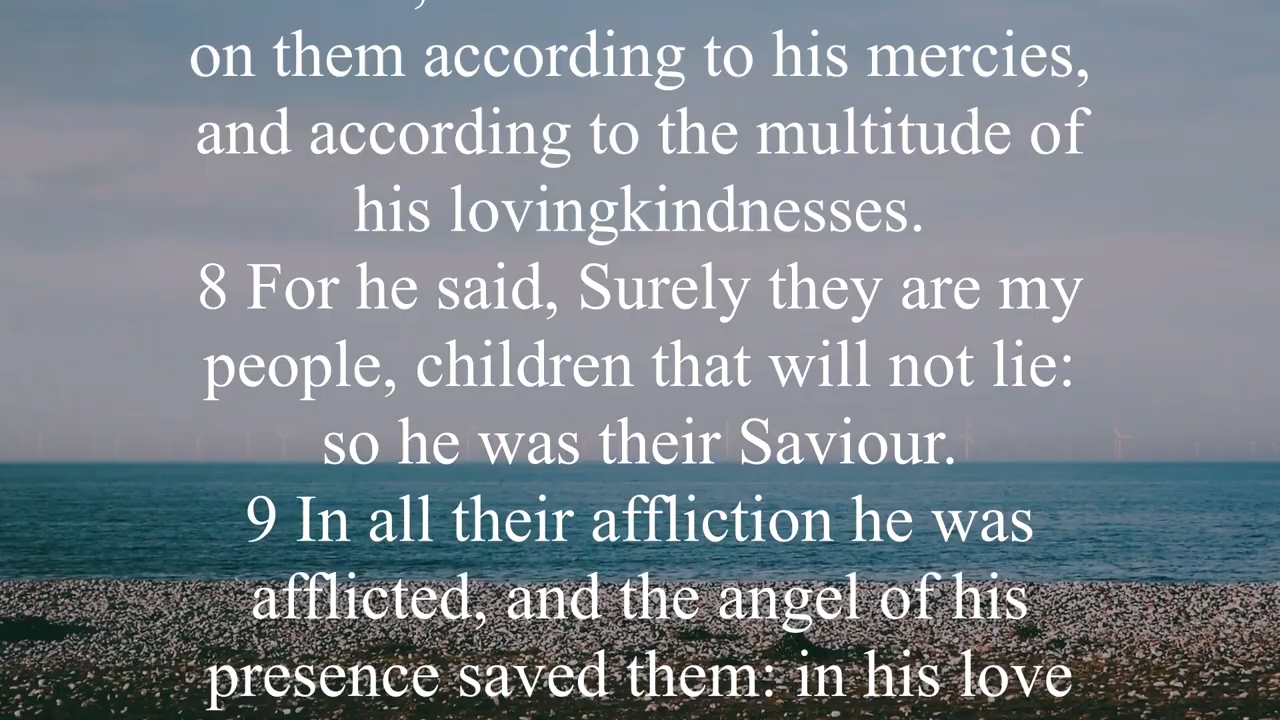 on them according to his mercies,
and according to the multitude of
his lovingkindnesses.
8 For he said, Surely they are my
people, children that will not lie:
so he was their Saviour.
9 In all their affliction he was
afflicted, and the angel of his
presence saved them: in his love